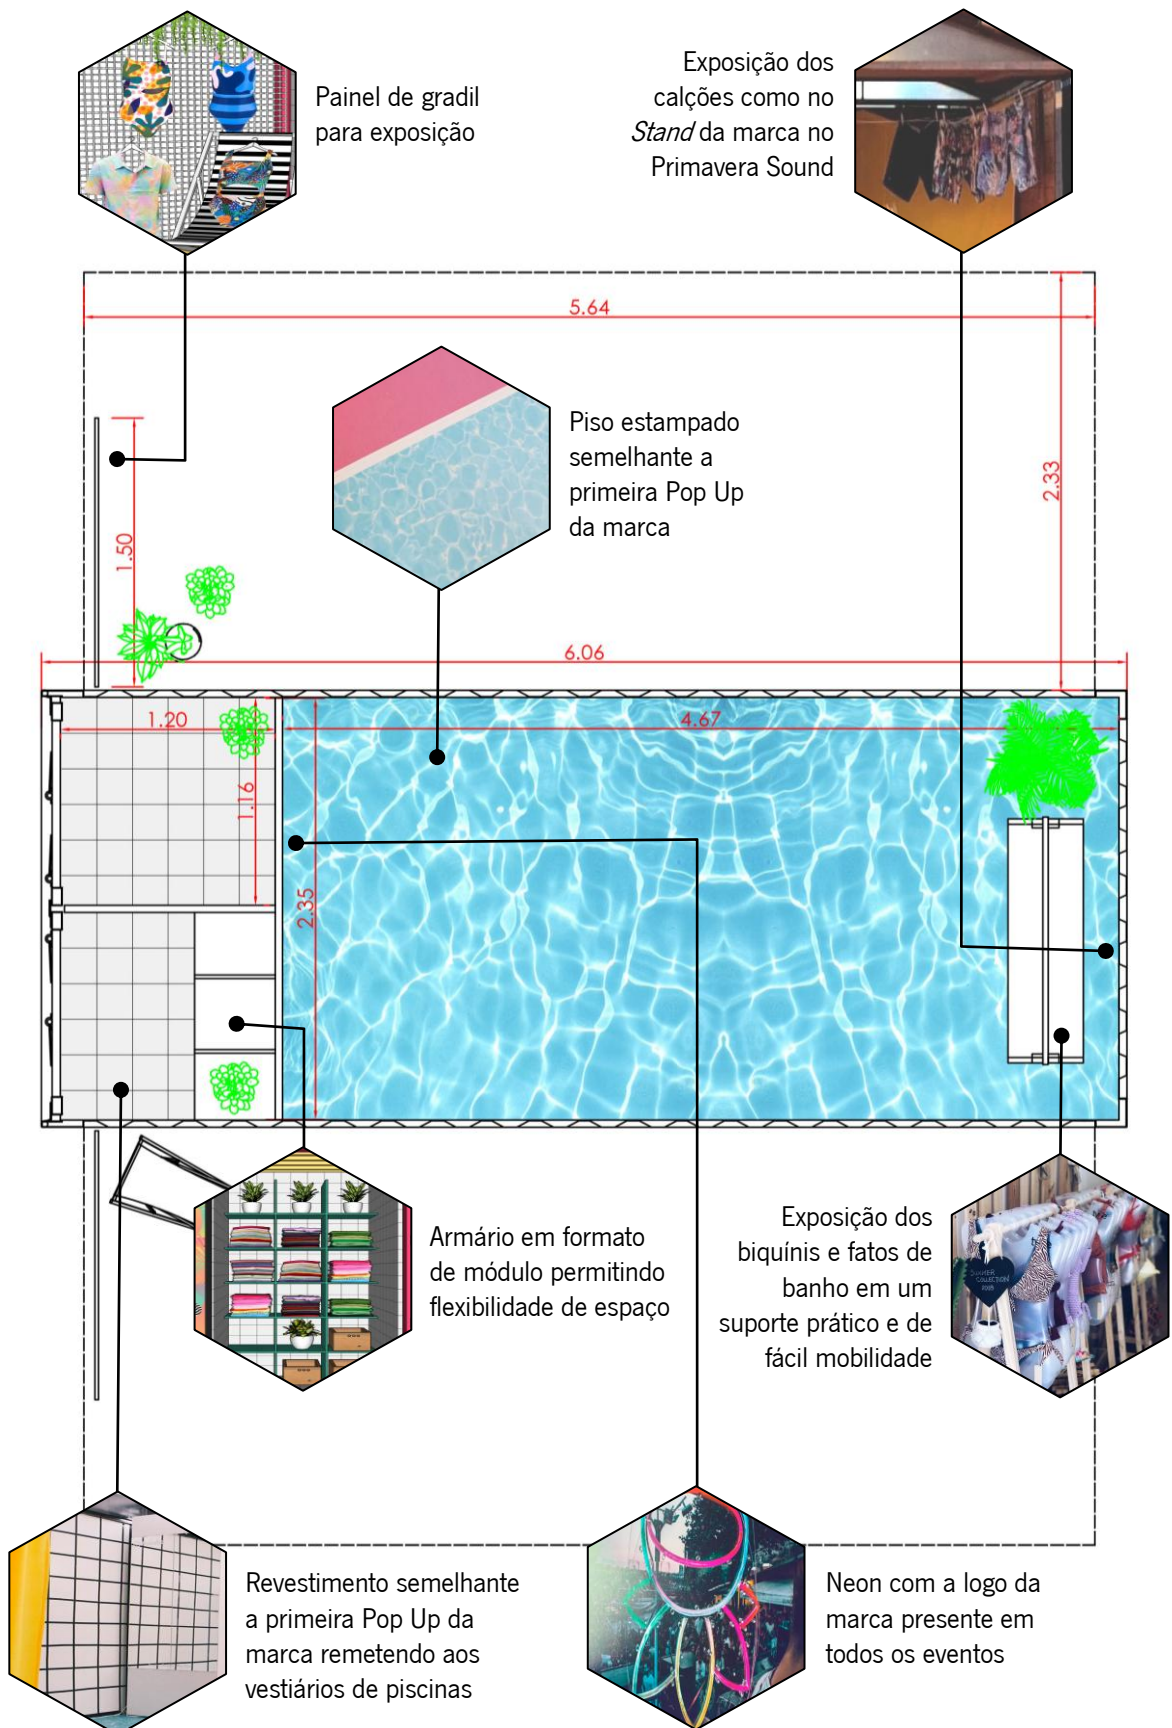 Painel de gradil
para exposição
Exposição dos
calções como no
Stand da marca no
Primavera Sound
5.64
2.33
Piso estampado
semelhante a
primeira Pop Up
da marca
1.50
6.06
1.20
4.67
1.16
2.35
Armário em formato
de módulo permitindo
flexibilidade de espaço
Exposição dos
biquínis e fatos de
banho em um
suporte prático e de
fácil mobilidade
SUMMER
COLLECTION
Revestimento semelhante
a primeira Pop Up da
marca remetendo aos
vestiários de piscinas
Neon com a logo da
marca presente em
todos os eventos